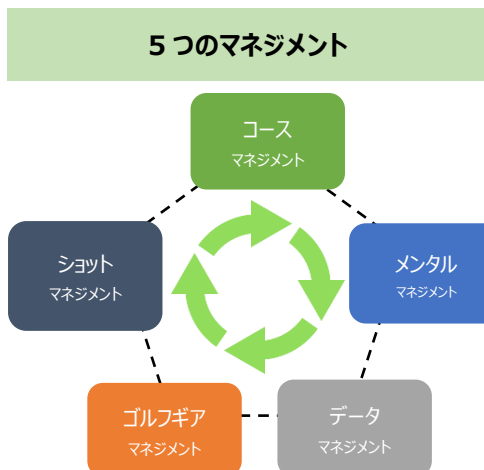 5つのマネジメント
コース
マネジメント
ショット
マネジメント
メンタル
マネジメント
ゴルフギア
マネジメント
データ
マネジメント